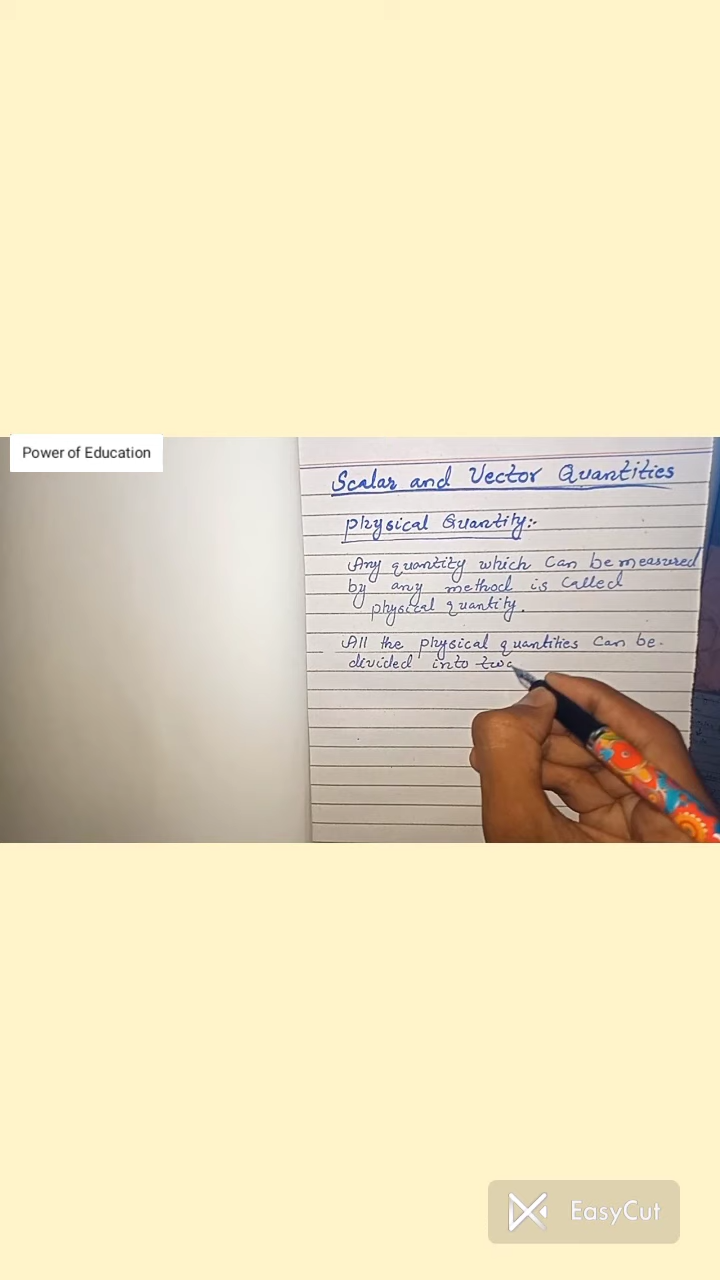 Power of Education
Scalar and Vector Quantities
Physical Quantity:-
Any quantity which can be measured
by any method is called
physical quantity.
All the physical quantities can be.
divided into two
EasyCut